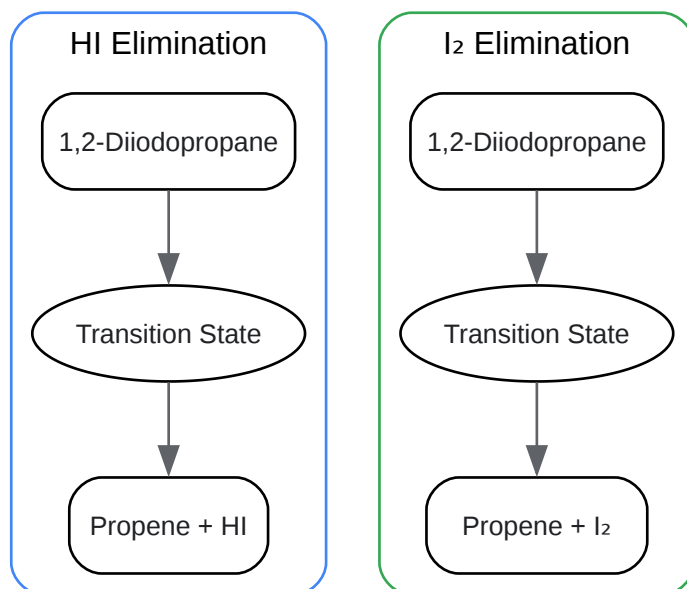 HI Elimination
1,2-Diiodopropane
Transition State
Propene + HI
I₂ Elimination
1,2-Diiodopropane
Transition State
Propene + I₂